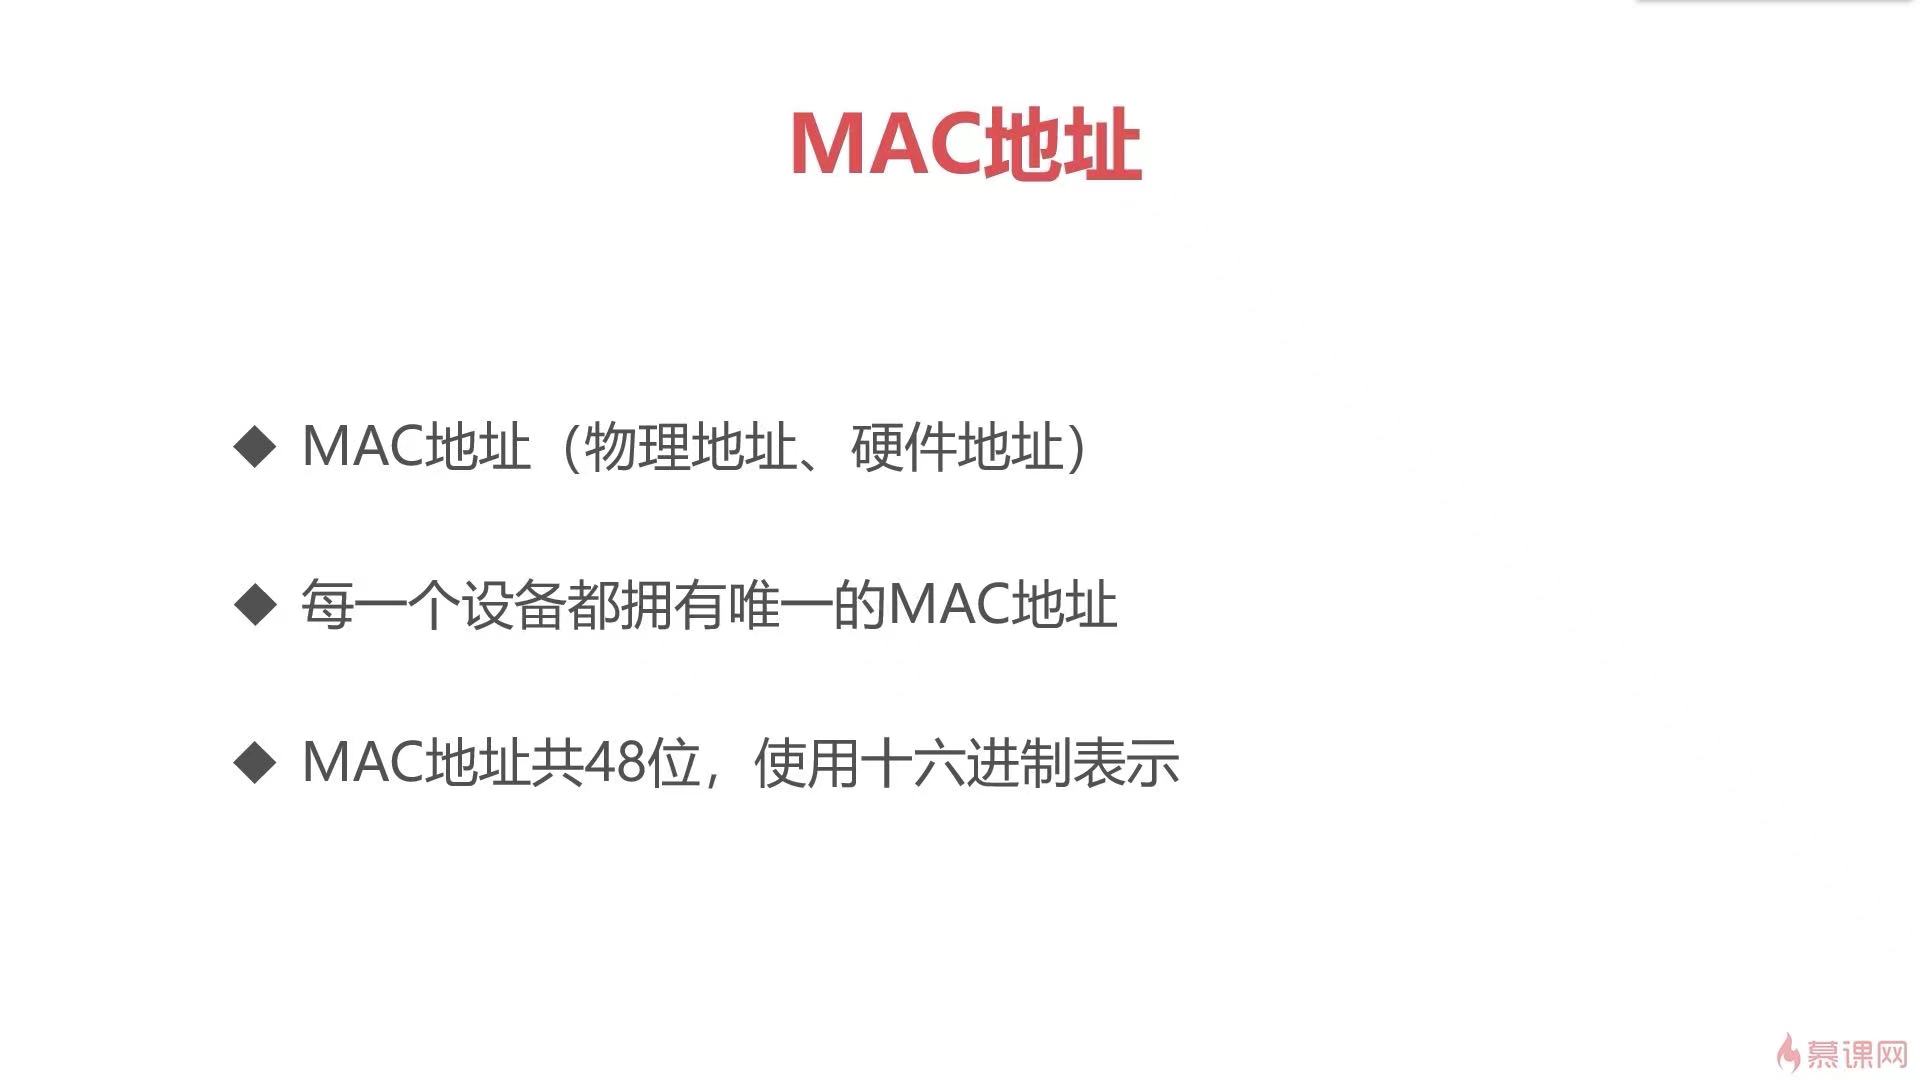 MAC地址
◆ MAC地址（物理地址、硬件地址）
◆ 每一个设备都拥有唯一的MAC地址
◆ MAC地址共48位，使用十六进制表示
慕课网